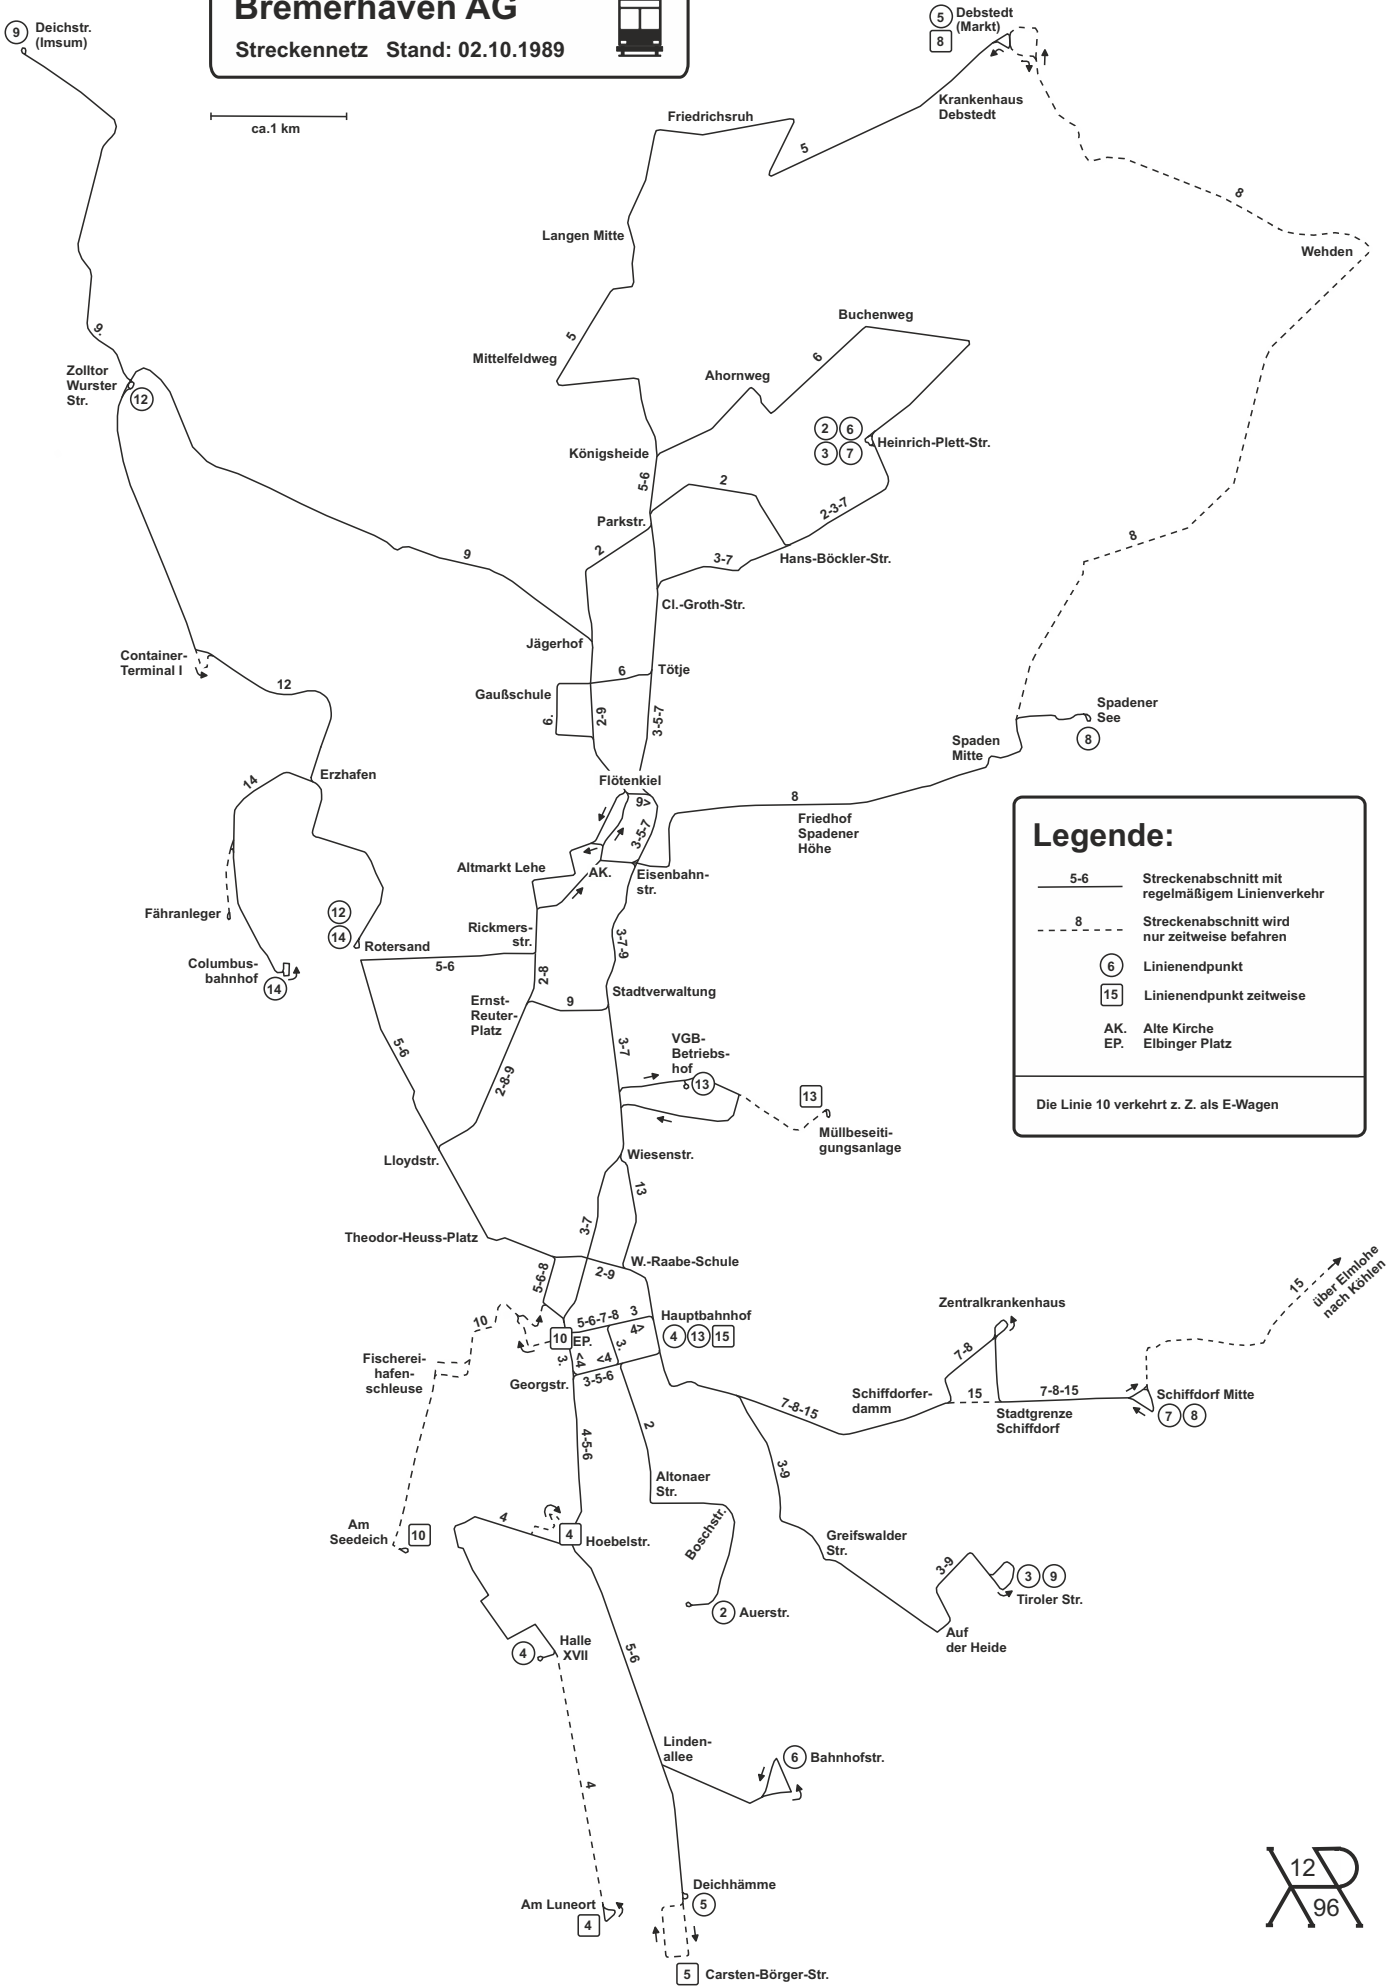 Bremerhaven AG
Streckennetz Stand: 02.10.1989
9 Deichstr.
(Imsum)
ca.1 km
5 Debstedt
(Markt)
8
Krankenhaus
Debstedt
Friedrichsruh
5
8
Wehden
Langen Mitte
5
Mittelfeldweg
9.
Zolltor
Wurster
Str.
12
Buchenweg
6
Ahornweg
2 6
3 7
Heinrich-Plett-Str.
Königsheide
5-6
2
2-3-7
Parkstr.
2
3-7
Hans-Böckler-Str.
9
8
Cl.-Groth-Str.
Jägerhof
Container-
Terminal I
12
6
Tötje
Gaußschule
6.
2-9
3-5-7
Spadener
See
8
Spaden
Mitte
Erzhafen
14
Flötenkiel
9>
3-5-7
8
Friedhof
Spadener
Höhe
Altmarkt Lehe
AK.
Eisenbahn-
str.
Fähranleger
12
14
Rotersand
Rickmers-
str.
3-7-9
Columbus-
bahnhof
14
5-6
2-8
Stadtverwaltung
Ernst-
Reuter-
Platz
9
5-6
2-8-9
3-7
VGB-
Betriebs-
hof
13
13
Müllbeseiti-
gungsanlage
Lloydstr.
Wiesenstr.
13
3-7
Theodor-Heuss-Platz
2-9
W.-Raabe-Schule
5-6-8
10
5-6-7-8
3
4>
Hauptbahnhof
4 13 15
10
EP.
3.
<4
<4
3.
Fischerei-
hafen-
schleuse
Georgstr.
3-5-6
Zentralkrankenhaus
7-8
15
über Elmlohe
nach Köhlen
Schiffdorfer-
damm
15
7-8-15
Stadtgrenze
Schiffdorf
Schiffdorf Mitte
7 8
7-8-15
4-5-6
2
3-9
Altonaer
Str.
Boschstr.
Am
Seedeich
10
4
4
Hoebelstr.
Greifswalder
Str.
3-9
3 9
Tiroler Str.
2 Auerstr.
Auf
der Heide
4
Halle
XVII
5-6
Linden-
allee
6 Bahnhofstr.
4
Am Luneort
4
Deichhämme
5
5 Carsten-Börger-Str.
Legende:
5-6
Streckenabschnitt mit
regelmäßigem Linienverkehr
8
Streckenabschnitt wird
nur zeitweise befahren
6 Linienendpunkt
15 Linienendpunkt zeitweise
AK. Alte Kirche
EP. Elbinger Platz
Die Linie 10 verkehrt z. Z. als E-Wagen
12
96